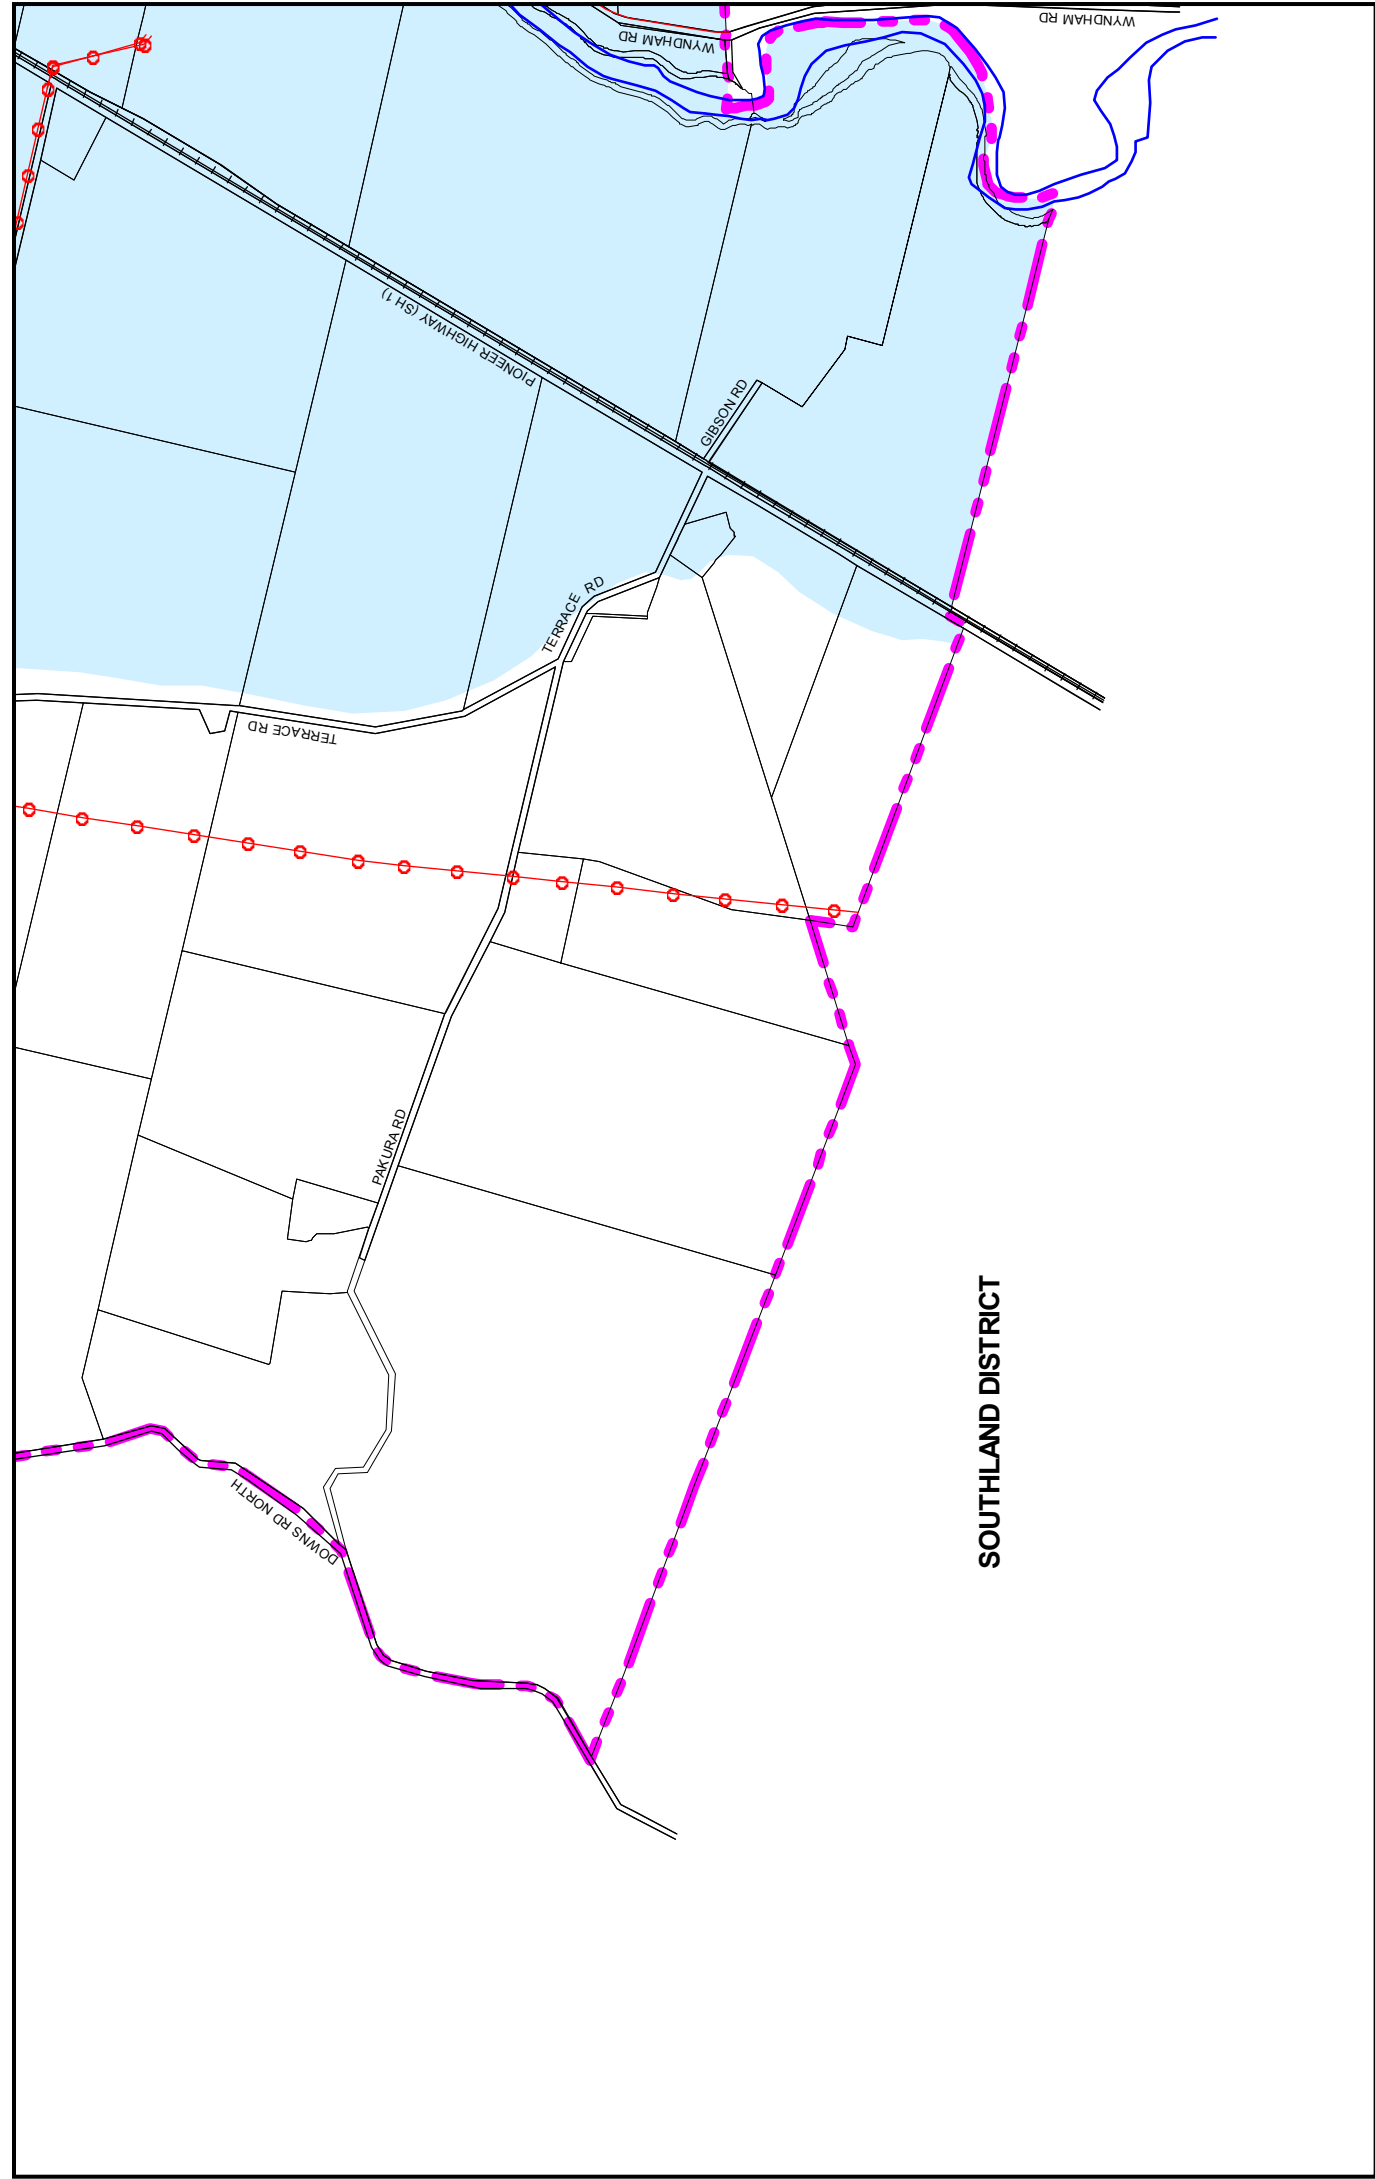 WYNDHAM RD
WYNDHAM RD
PIONEER HIGHWAY (SH 1)
GIBSON RD
TERRACE RD
TERRACE RD
PAKURA RD
DOWNS RD NORTH
SOUTHLAND DISTRICT